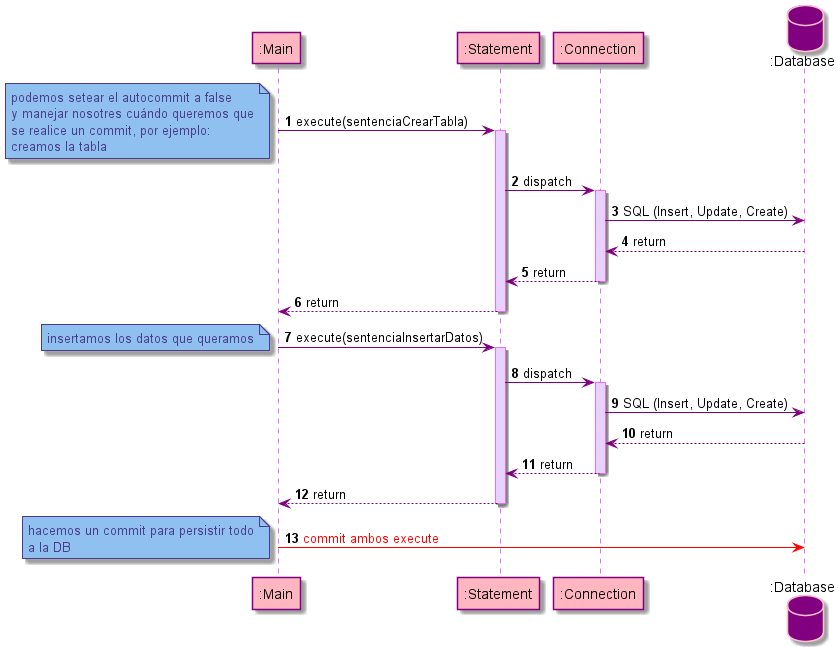 :Main
:Statement
:Connection
:Database
podemos setear el autocommit a false
y manejar nosotres cuándo queremos que
se realice un commit, por ejemplo:
creamos la tabla
1 execute(sentenciaCrearTabla)
2 dispatch
3 SQL (Insert, Update, Create)
4 return
5 return
6 return
insertamos los datos que queramos
7 execute(sentenciaInsertarDatos)
8 dispatch
9 SQL (Insert, Update, Create)
10 return
11 return
12 return
hacemos un commit para persistir todo
a la DB
13 commit ambos execute
:Main
:Statement
:Connection
:Database